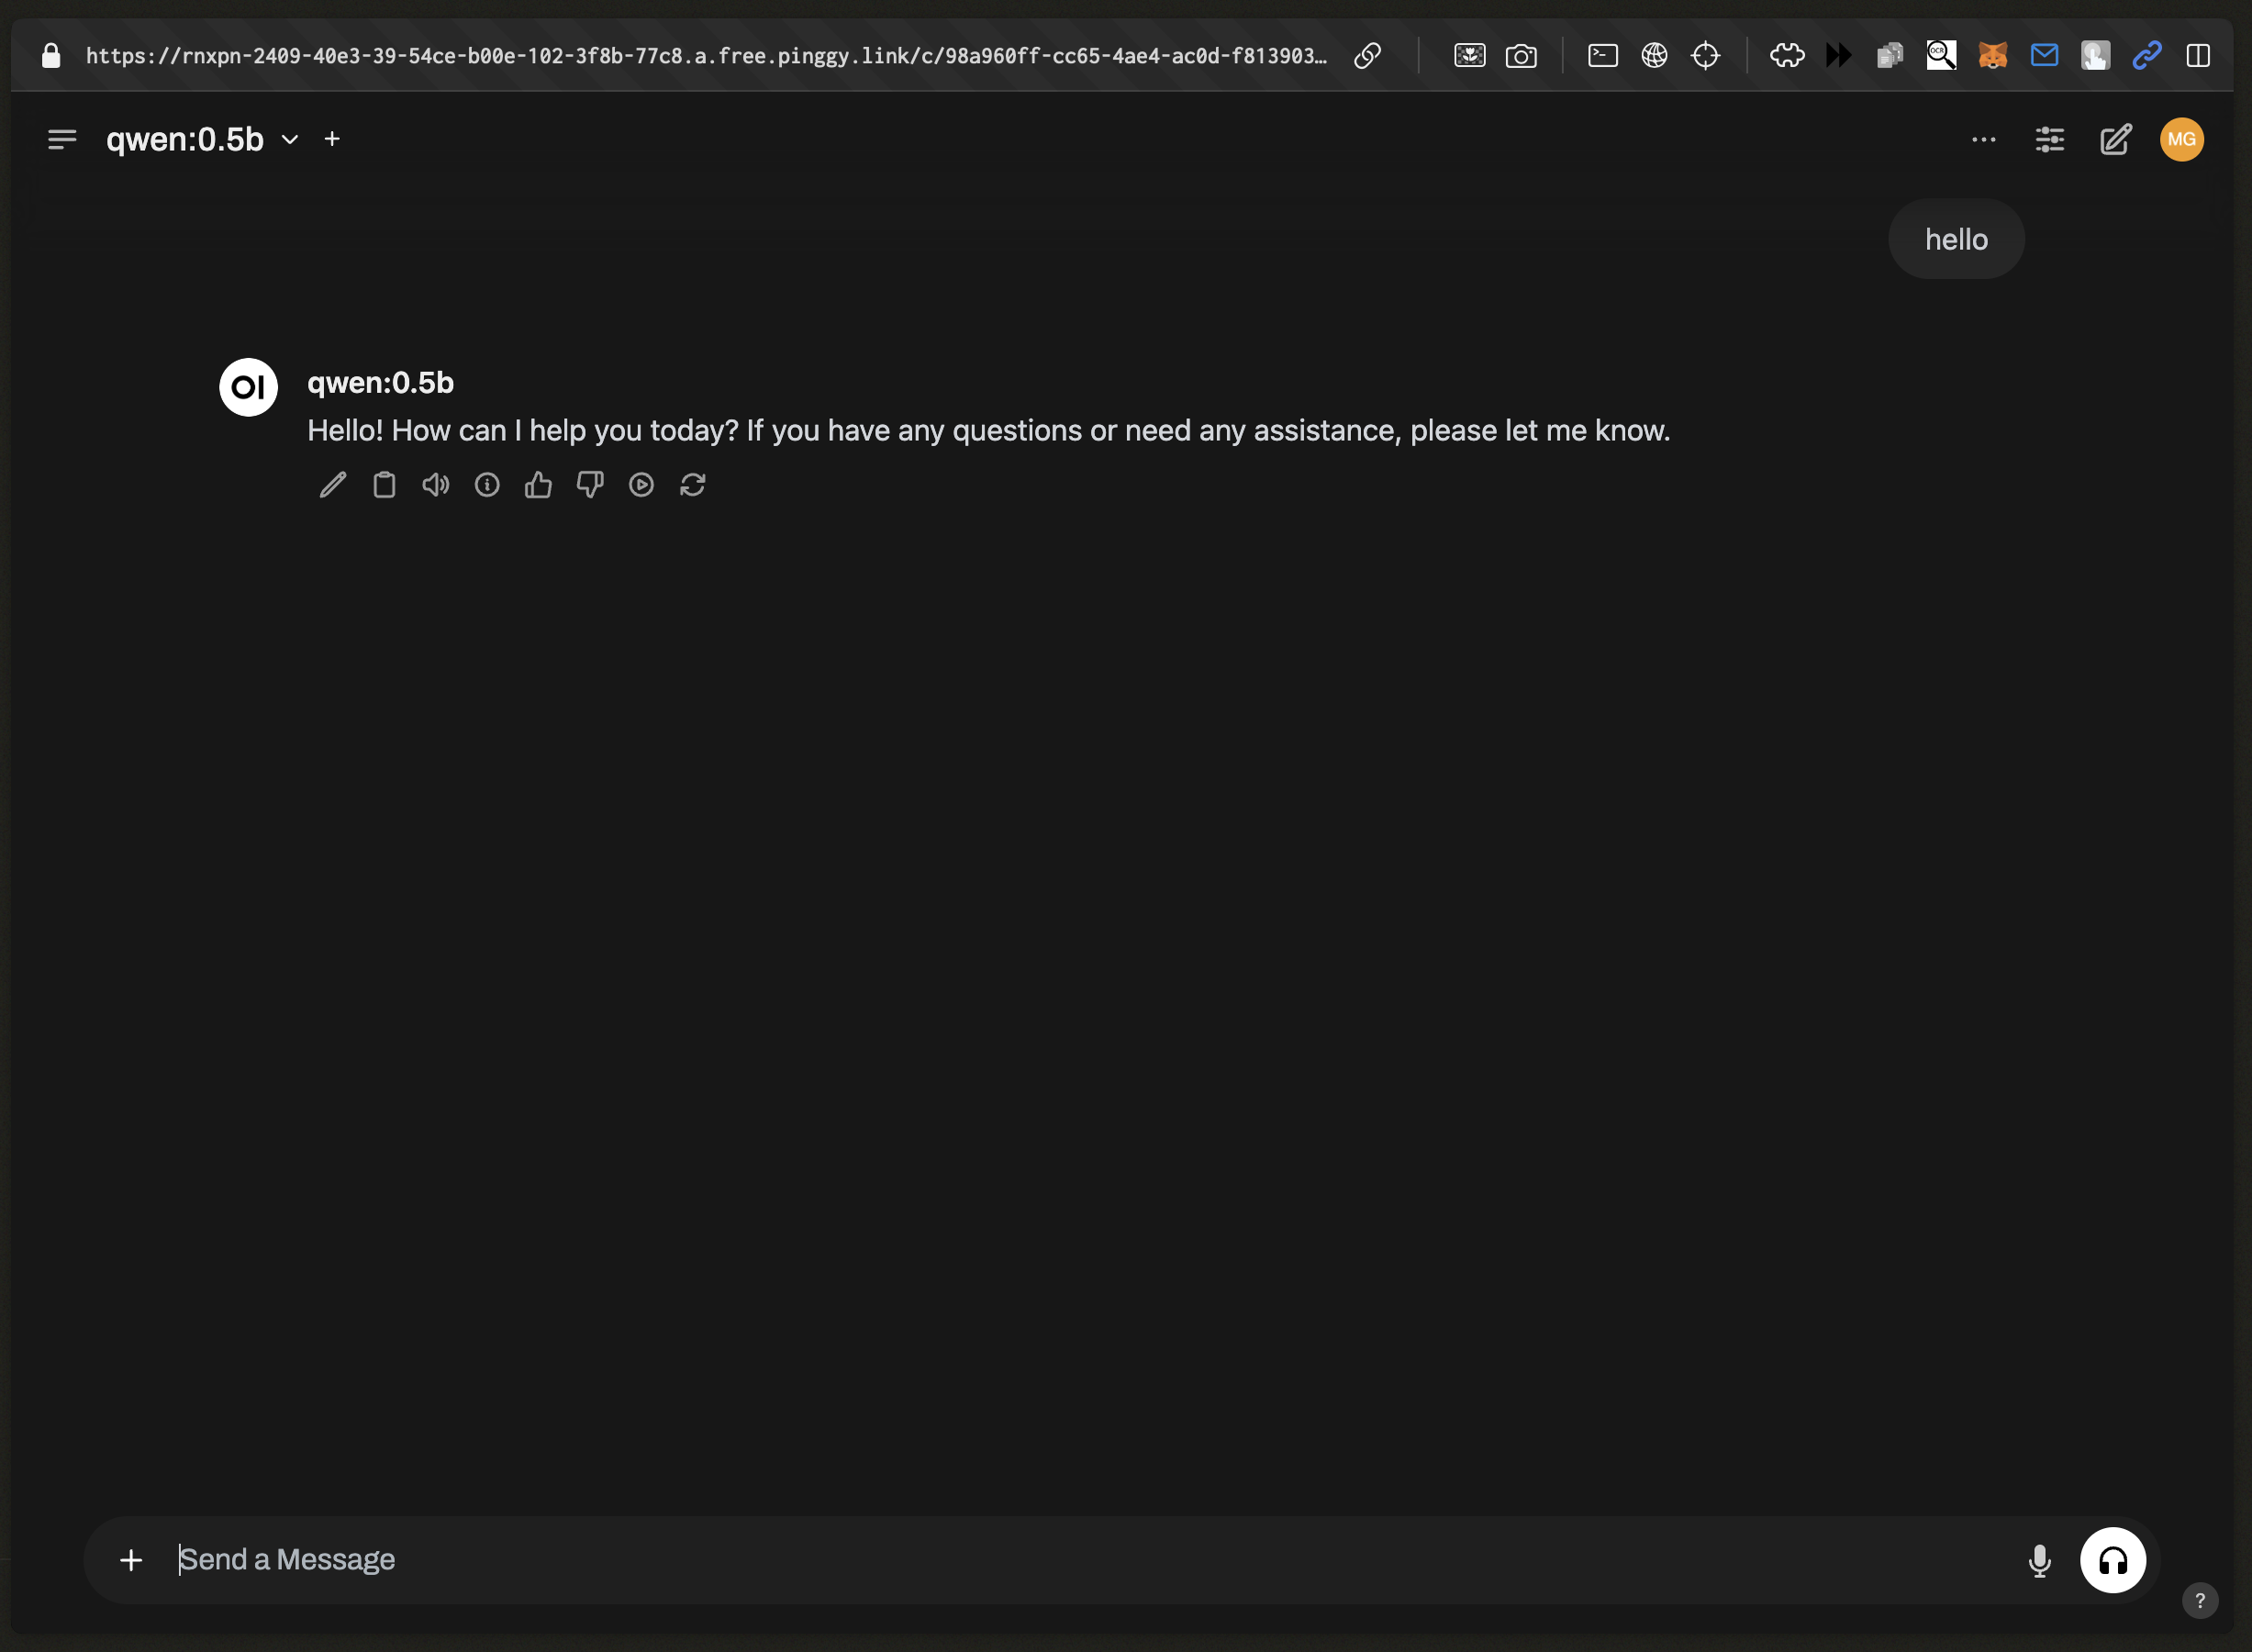 https://rnxpn-2409-40e3-39-54ce-b00e-102-3f8b-77c8.a.free.pinggy.link/c/98a960ff-cc65-4ae4-ac0d-f813903…
OCR
qwen:0.5b
MG
hello
OI
qwen:0.5b
Hello! How can I help you today? If you have any questions or need any assistance, please let me know.
Send a Message
?